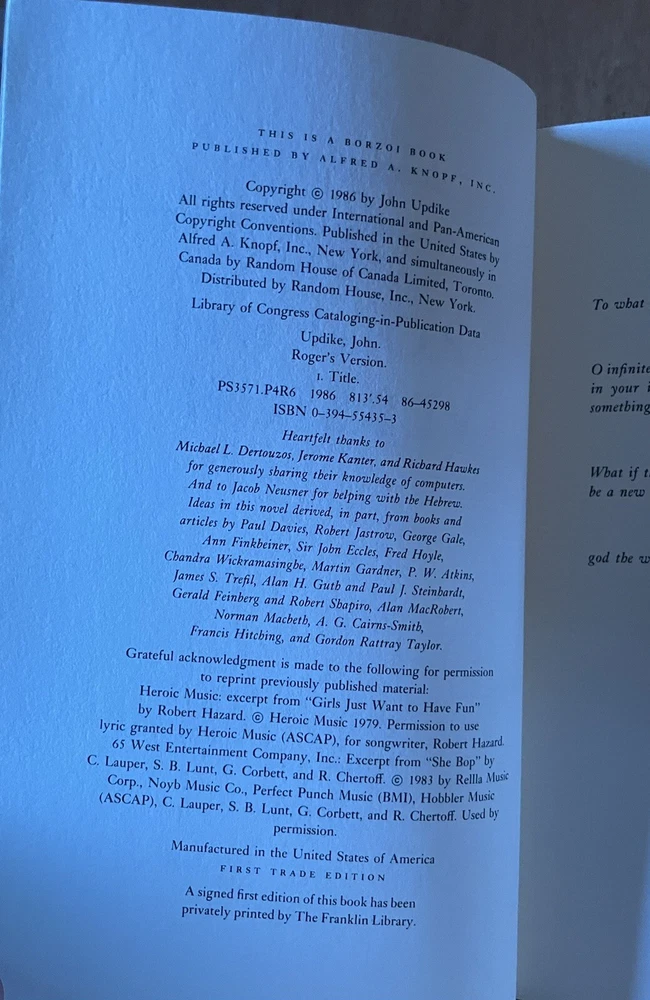 THIS IS A BORZOI BOOK
PUBLISHED BY ALFRED A. KNOPF, INC.
Copyright © 1986 by John Updike
All rights reserved under International and Pan-American
Copyright Conventions. Published in the United States by
Alfred A. Knopf, Inc., New York, and simultaneously in
Canada by Random House of Canada Limited, Toronto.
Distributed by Random House, Inc., New York.
Library of Congress Cataloging-in-Publication Data
Updike, John.
Roger's Version.
1. Title.
PS3571.P4R6 1986 813'.54 86–45298
ISBN 0–394–55435–3
Heartfelt thanks to
Michael L. Dertouzos, Jerome Kanter, and Richard Hawkes
for generously sharing their knowledge of computers.
And to Jacob Neusner for helping with the Hebrew.
Ideas in this novel derived, in part, from books and
articles by Paul Davies, Robert Jastrow, George Gale,
Ann Finkbeiner, Sir John Eccles, Fred Hoyle,
Chandra Wickramasinghe, Martin Gardner, P. W. Atkins,
James S. Trefil, Alan H. Guth and Paul J. Steinhardt,
Gerald Feinberg and Robert Shapiro, Alan MacRobert,
Norman Macbeth, A. G. Cairns-Smith,
Francis Hitching, and Gordon Rattray Taylor.
Grateful acknowledgment is made to the following for permission
to reprint previously published material:
Heroic Music: excerpt from "Girls Just Want to Have Fun"
by Robert Hazard. © Heroic Music 1979. Permission to use
lyric granted by Heroic Music (ASCAP), for songwriter, Robert Hazard.
65 West Entertainment Company, Inc.: Excerpt from "She Bop" by
C. Lauper, S. B. Lunt, G. Corbett, and R. Chertoff. © 1983 by Rellla Music
Corp., Noyb Music Co., Perfect Punch Music (BMI), Hobbler Music
(ASCAP), C. Lauper, S. B. Lunt, G. Corbett, and R. Chertoff. Used by
permission.
Manufactured in the United States of America
FIRST TRADE EDITION
A signed first edition of this book has been
privately printed by The Franklin Library.
To what
O infinite
in your
something
What if
be a new
god the